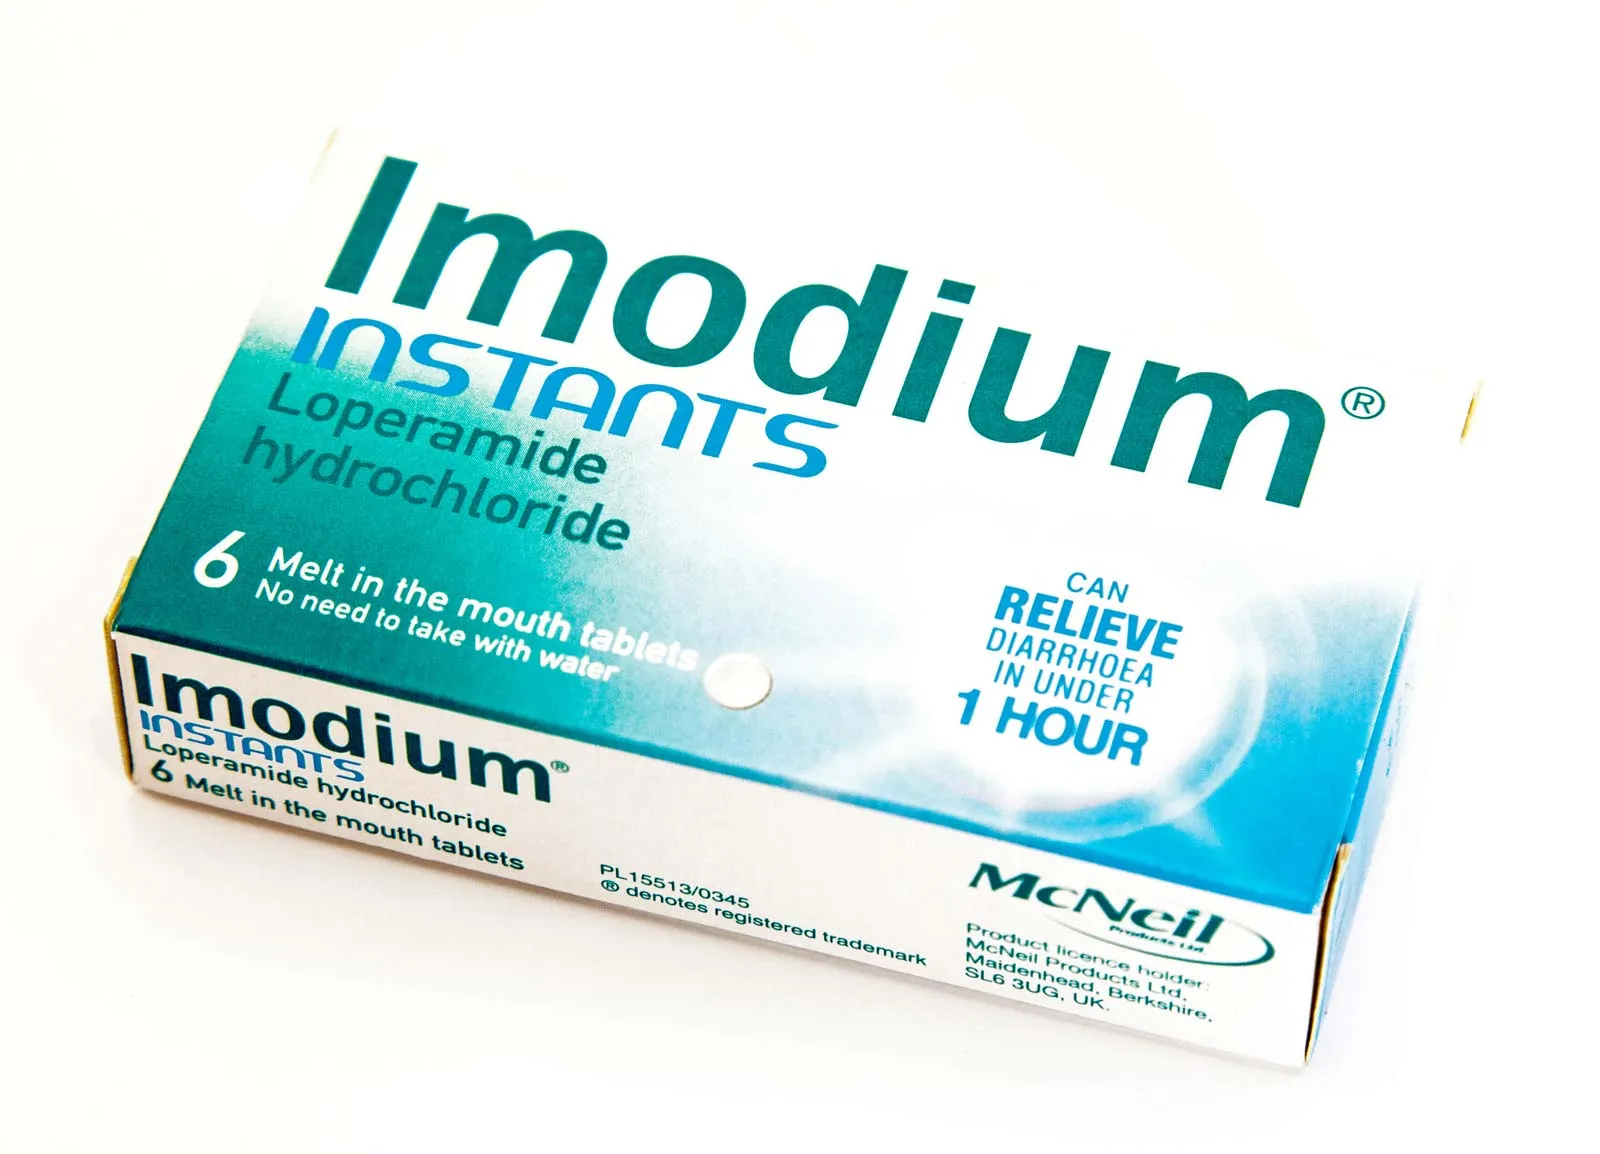 Imodium®
INSTANTS
Loperamide
hydrochloride
6 Melt in the mouth tablets
No need to take with water
CAN
RELIEVE
DIARRHOEA
IN UNDER
1 HOUR
Imodium®
INSTANTS
Loperamide hydrochloride
6 Melt in the mouth tablets
PL15513/0345
® denotes registered trademark
McNeil
Products Ltd
Product licence holder:
McNeil Products Ltd,
Maidenhead, Berkshire,
SL6 3UG, UK.